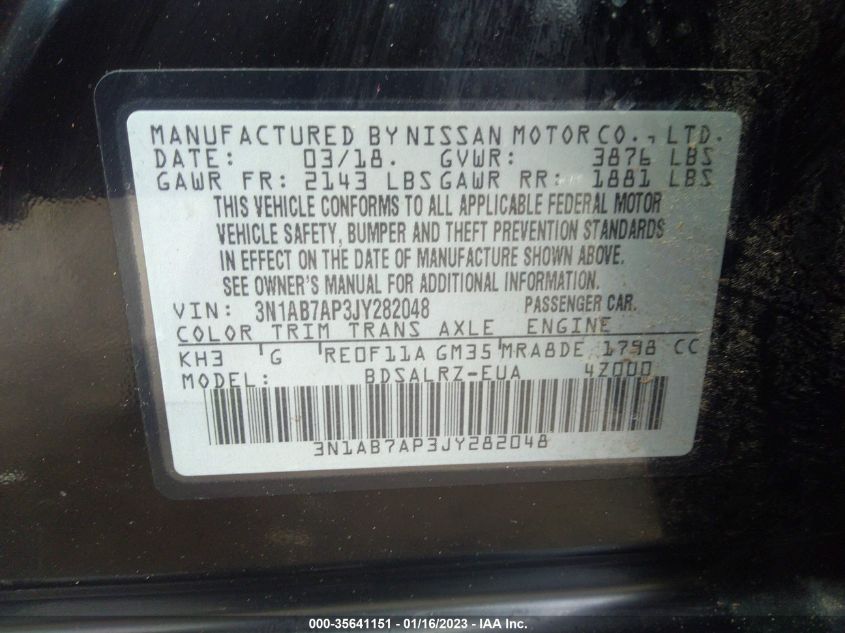 MANUFACTURED BY NISSAN MOTOR CO., LTD.
DATE: 03/18. GVWR: 3876 LBS
GAWR FR: 2143 LBS GAWR RR: 1881 LBS
THIS VEHICLE CONFORMS TO ALL APPLICABLE FEDERAL MOTOR
VEHICLE SAFETY, BUMPER AND THEFT PREVENTION STANDARDS
IN EFFECT ON THE DATE OF MANUFACTURE SHOWN ABOVE.
SEE OWNER'S MANUAL FOR ADDITIONAL INFORMATION.
VIN: 3N1AB7AP3JY282048 PASSENGER CAR.
COLOR TRIM TRANS AXLE ENGINE
KH3 G RE0F11A GM35 MRA8DE 1798 CC
MODEL: BDSALRZ-EUA 4Z000
3N1AB7AP3JY282048
000-35641151 - 01/16/2023 - IAA Inc.